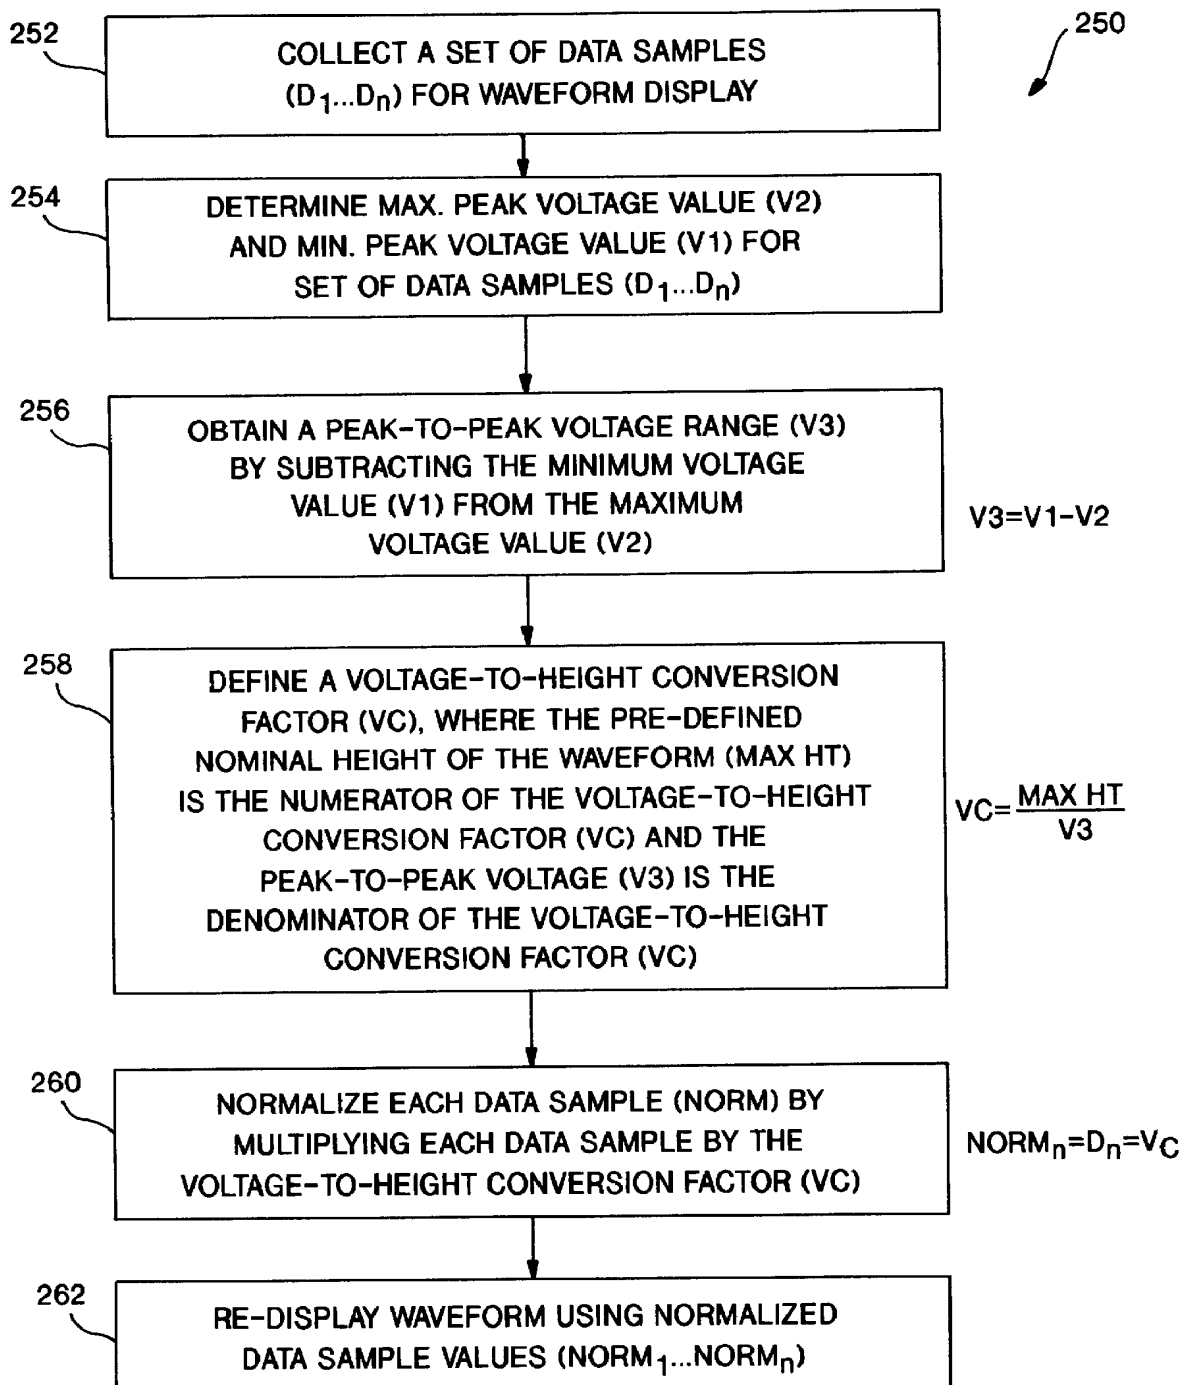 252
250
COLLECT A SET OF DATA SAMPLES
(D1...Dn) FOR WAVEFORM DISPLAY
254
DETERMINE MAX. PEAK VOLTAGE VALUE (V2)
AND MIN. PEAK VOLTAGE VALUE (V1) FOR
SET OF DATA SAMPLES (D1...Dn)
256
OBTAIN A PEAK-TO-PEAK VOLTAGE RANGE (V3)
BY SUBTRACTING THE MINIMUM VOLTAGE
VALUE (V1) FROM THE MAXIMUM
VOLTAGE VALUE (V2)
V3=V1-V2
258
DEFINE A VOLTAGE-TO-HEIGHT CONVERSION
FACTOR (VC), WHERE THE PRE-DEFINED
NOMINAL HEIGHT OF THE WAVEFORM (MAX HT)
IS THE NUMERATOR OF THE VOLTAGE-TO-HEIGHT
CONVERSION FACTOR (VC) AND THE
PEAK-TO-PEAK VOLTAGE (V3) IS THE
DENOMINATOR OF THE VOLTAGE-TO-HEIGHT
CONVERSION FACTOR (VC)
VC=MAX HT
V3
260
NORMALIZE EACH DATA SAMPLE (NORM) BY
MULTIPLYING EACH DATA SAMPLE BY THE
VOLTAGE-TO-HEIGHT CONVERSION FACTOR (VC)
NORMn=Dn=VC
262
RE-DISPLAY WAVEFORM USING NORMALIZED
DATA SAMPLE VALUES (NORM1...NORMn)